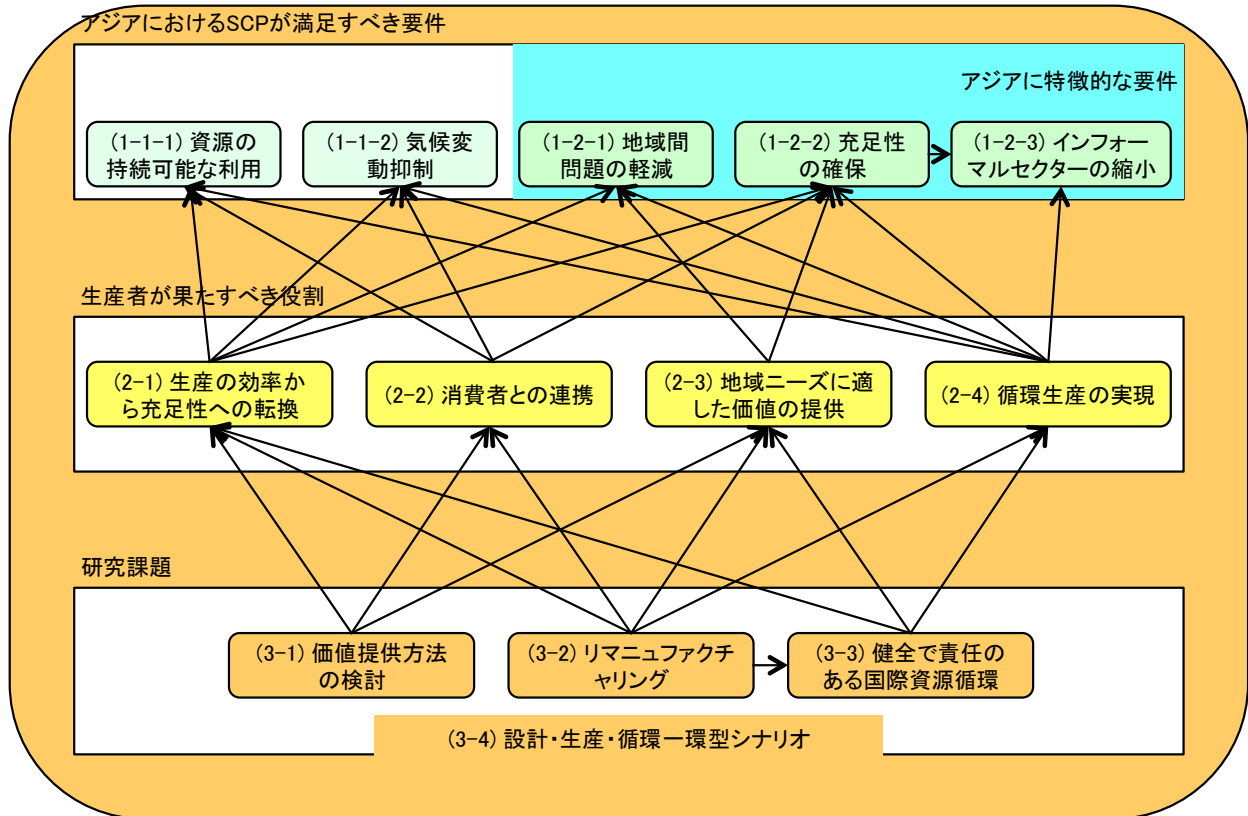 アジアにおけるSCPが満足すべき要件
アジアに特徴的な要件
(1-1-1) 資源の
持続可能な利用
(1-1-2) 気候変
動抑制
(1-2-1) 地域間
問題の軽減
(1-2-2) 充足性
の確保
(1-2-3) インフォー
マルセクターの縮小
生産者が果たすべき役割
(2-1) 生産の効率か
ら充足性への転換
(2-2) 消費者との連携
(2-3) 地域ニーズに適
した価値の提供
(2-4) 循環生産の実現
研究課題
(3-1) 価値提供方法
の検討
(3-2) リマニュファクチ
ャリング
(3-3) 健全で責任の
ある国際資源循環
(3-4) 設計・生産・循環一環型シナリオ